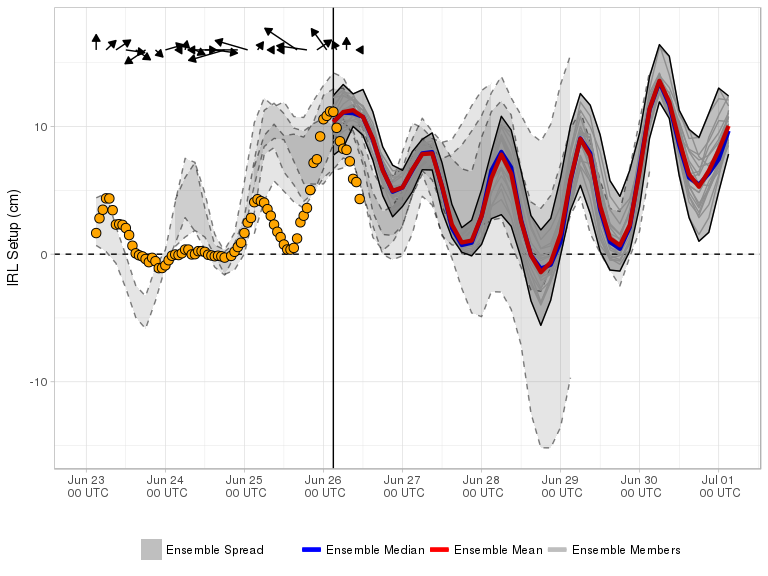 IRL Setup (cm)
10
0
-10
Jun 23 Jun 24 Jun 25 Jun 26 Jun 27 Jun 28 Jun 29 Jun 30 Jul 01
00 UTC 00 UTC 00 UTC 00 UTC 00 UTC 00 UTC 00 UTC 00 UTC 00 UTC
Ensemble Spread Ensemble Median Ensemble Mean Ensemble Members